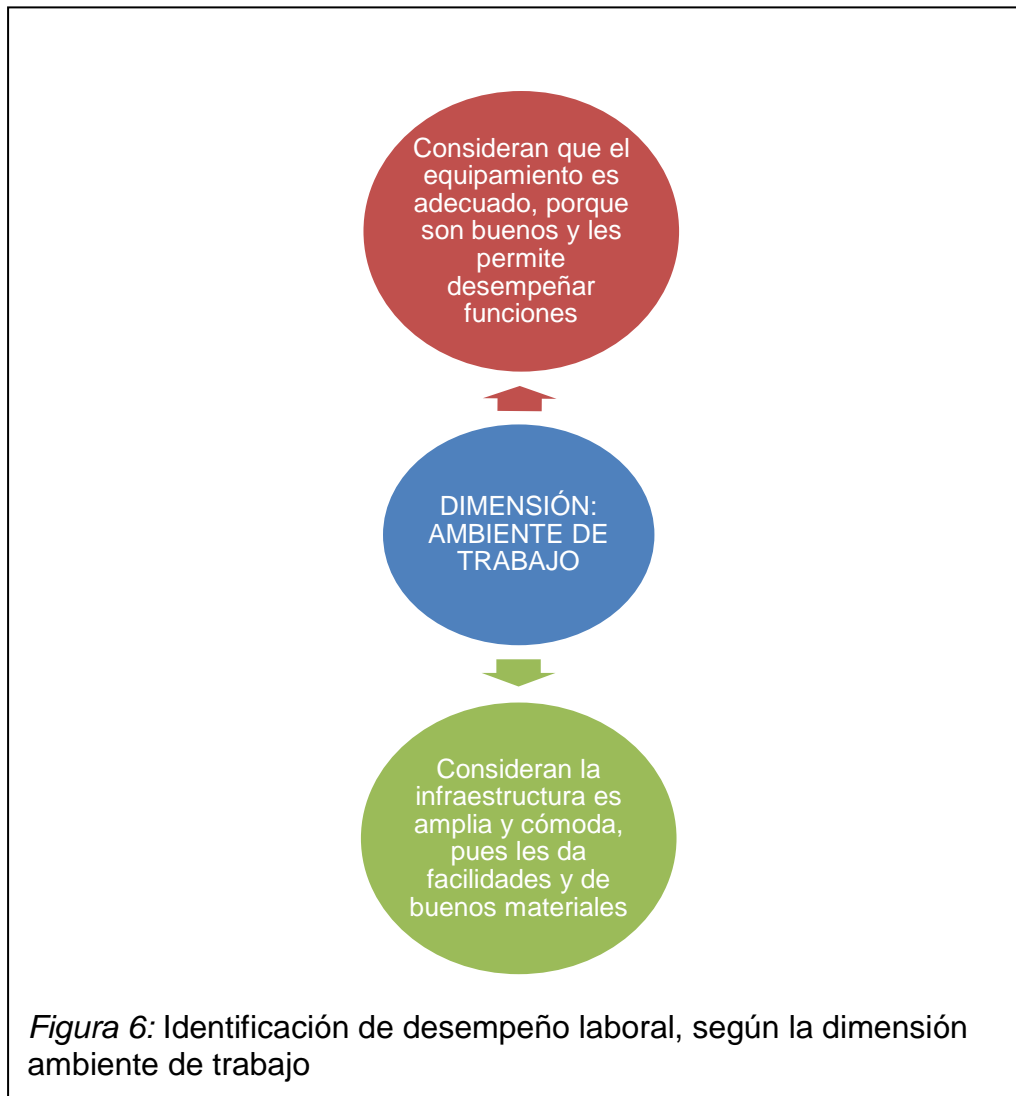 Consideran que el
equipamiento es
adecuado, porque
son buenos y les
permite
desempeñar
funciones
DIMENSIÓN:
AMBIENTE DE
TRABAJO
Consideran la
infraestructura es
amplia y cómoda,
pues les da
facilidades y de
buenos materiales
Figura 6: Identificación de desempeño laboral, según la dimensión
ambiente de trabajo